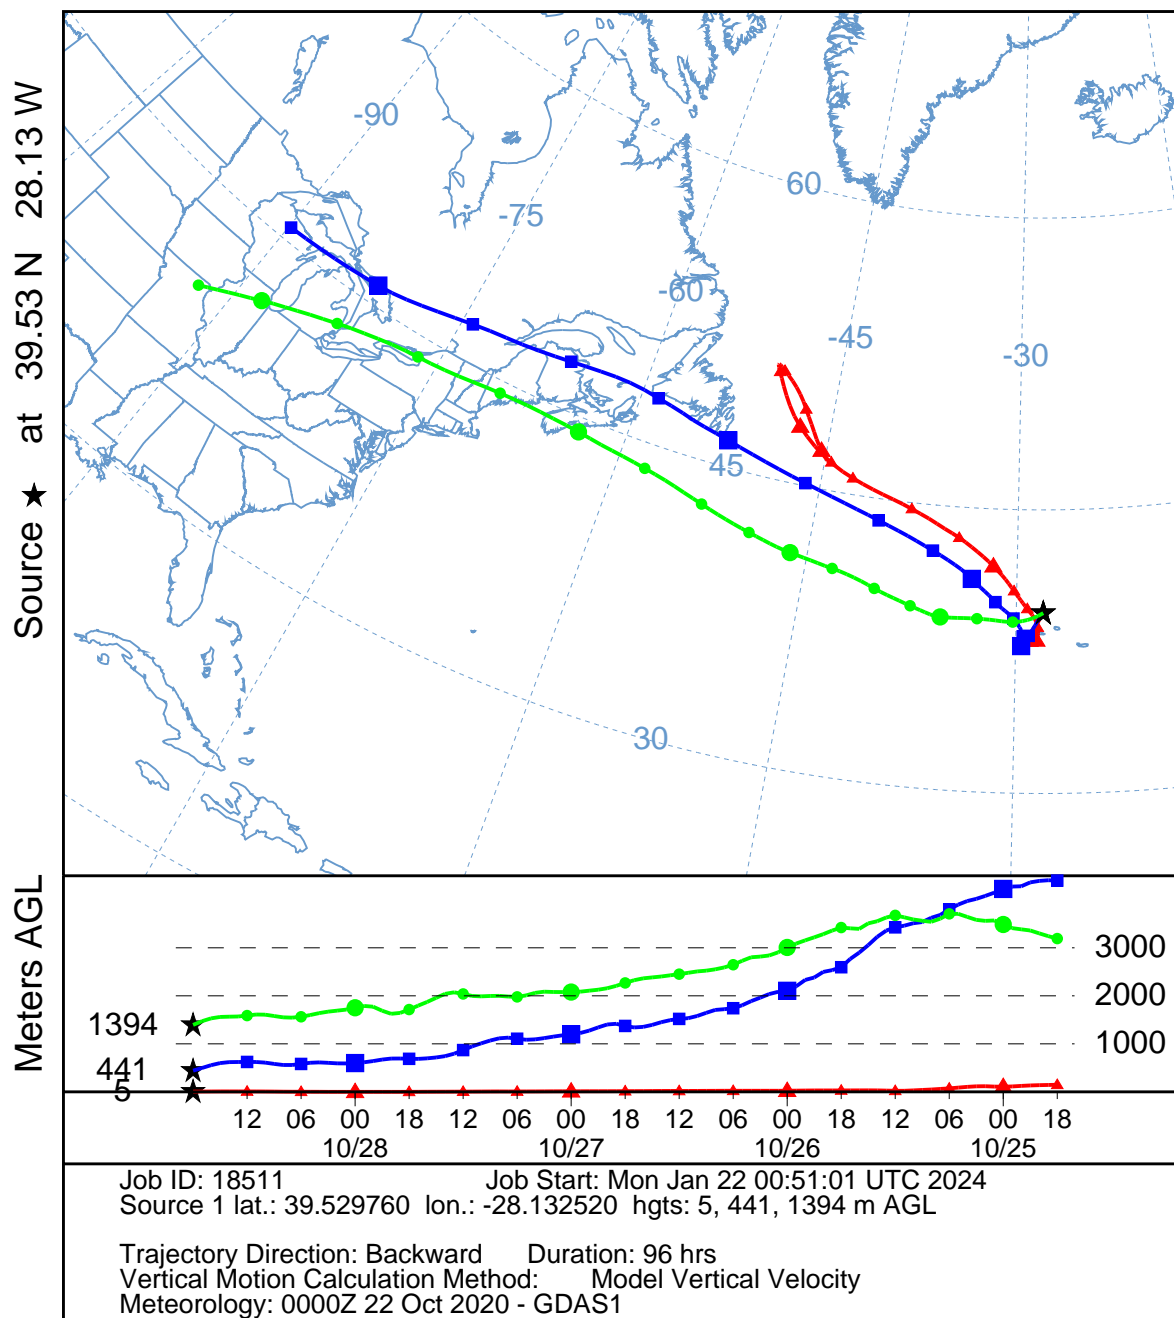 Source ★ at 39.53 N 28.13 W
-90
-75
60
-60
-45
-30
45
30
Meters AGL
3000
2000
1394
1000
441
5
12 06 00 18 12 06 00 18 12 06 00 18 12 06 00 18
10/28 10/27 10/26 10/25
Job ID: 18511 Job Start: Mon Jan 22 00:51:01 UTC 2024
Source 1 lat.: 39.529760 lon.: -28.132520 hgts: 5, 441, 1394 m AGL
Trajectory Direction: Backward Duration: 96 hrs
Vertical Motion Calculation Method: Model Vertical Velocity
Meteorology: 0000Z 22 Oct 2020 - GDAS1